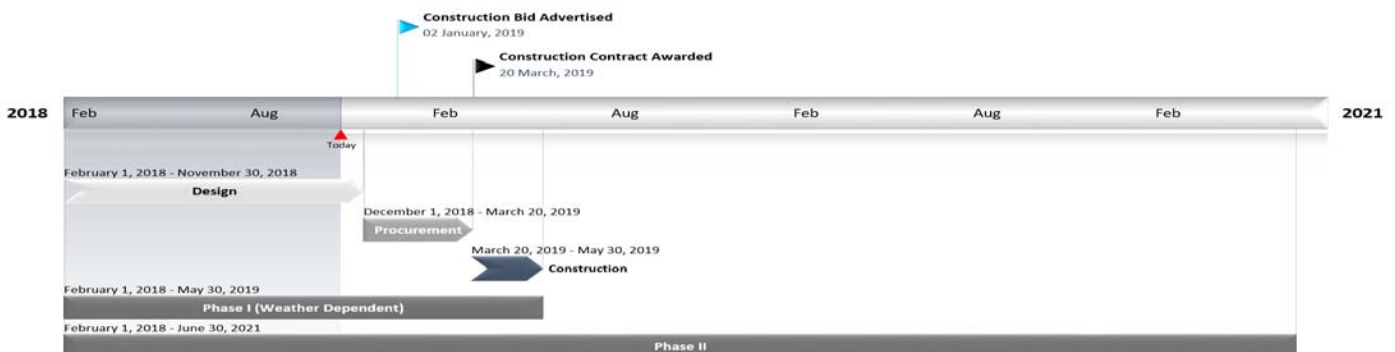 Construction Bid Advertised
02 January, 2019
Construction Contract Awarded
20 March, 2019
2018 Feb Aug Feb Aug Feb Aug Feb 2021
Today
February 1, 2018 - November 30, 2018
Design
December 1, 2018 - March 20, 2019
Procurement
March 20, 2019 - May 30, 2019
Construction
February 1, 2018 - May 30, 2019
Phase I (Weather Dependent)
February 1, 2018 - June 30, 2021
Phase II